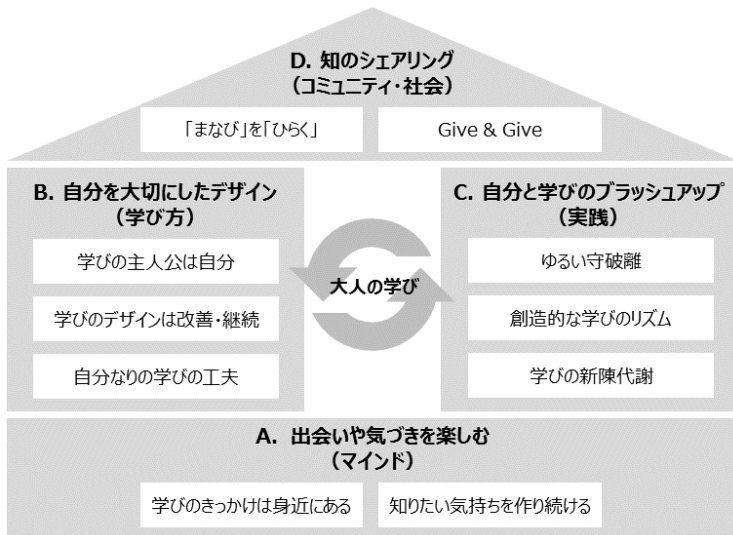 D. 知のシェアリング
（コミュニティ・社会）
「まなび」を「ひらく」
Give & Give
B. 自分を大切にしたデザイン
（学び方）
学びの主人公は自分
学びのデザインは改善・継続
自分なりの学びの工夫
大人の学び
C. 自分と学びのブラッシュアップ
（実践）
ゆるい守破離
創造的な学びのリズム
学びの新陳代謝
A. 出会いや気づきを楽しむ
（マインド）
学びのきっかけは身近にある
知りたい気持ちを作り続ける